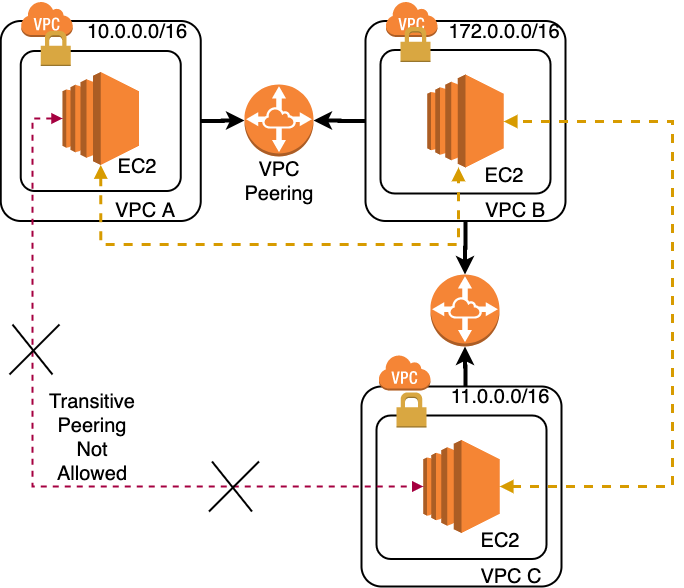 VPC
10.0.0.0/16
EC2
VPC A
VPC
Peering
VPC
172.0.0.0/16
EC2
VPC B
Transitive
Peering
Not
Allowed
VPC
11.0.0.0/16
EC2
VPC C